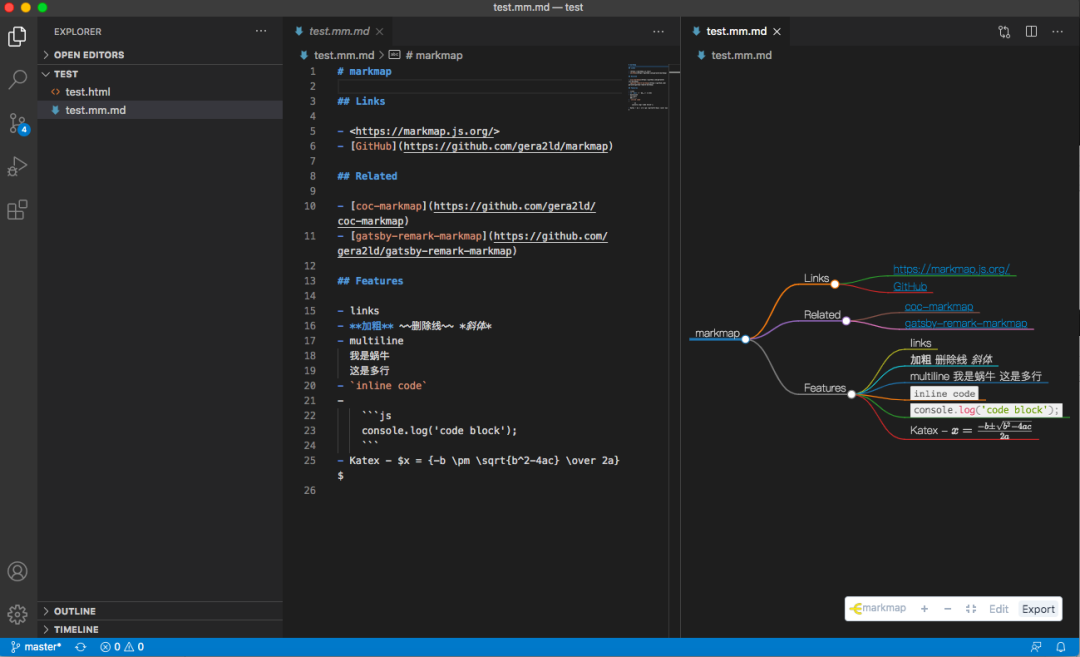 test.mm.md — test
EXPLORER
OPEN EDITORS
TEST
test.html
test.mm.md
4
OUTLINE
TIMELINE
test.mm.md
test.mm.md > # markmap
1 # markmap
2
3 ## Links
4
5 - <https://markmap.js.org/>
6 - [GitHub](https://github.com/gera2ld/markmap)
7
8 ## Related
9
10 - [coc-markmap](https://github.com/gera2ld/
coc-markmap)
11 - [gatsby-remark-markmap](https://github.com/
gera2ld/gatsby-remark-markmap)
12
13 ## Features
14
15 - links
16 - **加粗** ~~删除线~~ *斜体*
17 - multiline
18 我是蜗牛
19 这是多行
20 - `inline code`
21 -
22 ```js
23 console.log('code block');
24 ```
25 - Katex - $x = {-b \pm \sqrt{b^2-4ac} \over 2a}
$
26
test.mm.md
test.mm.md
markmap
Links
https://markmap.js.org/
GitHub
Related
coc-markmap
gatsby-remark-markmap
Features
links
加粗 删除线 斜体
multiline 我是蜗牛 这是多行
inline code
console.log('code block');
Katex - x = −b±√b²−4ac / 2a
markmap + − Edit Export
master* 0 0